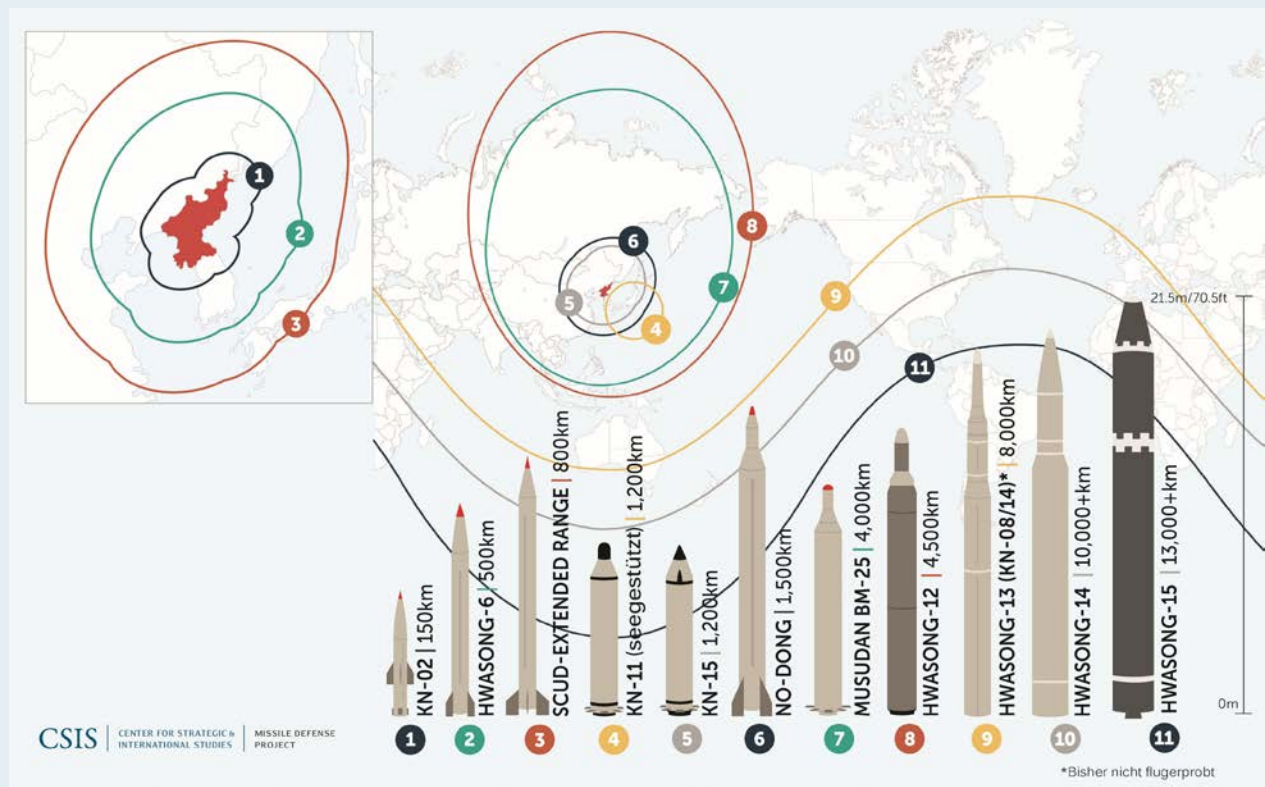 1
2
3
4
5
6
7
8
9
10
11
21.5m/70.5ft
0m
KN-02 | 150km
HWASONG-6 | 500km
SCUD-EXTENDED RANGE | 800km
KN-11 (seegestützt) | 1,200km
KN-15 | 1,200km
NO-DONG | 1,500km
MUSUDAN BM-25 | 4,000km
HWASONG-12 | 4,500km
HWASONG-13 (KN-08/14)* | 8,000km
HWASONG-14 | 10,000+km
HWASONG-15 | 13,000+km
1
2
3
4
5
6
7
8
9
10
11
CSIS | CENTER FOR STRATEGIC & | MISSILE DEFENSE
INTERNATIONAL STUDIES | PROJECT
*Bisher nicht flugerprobt